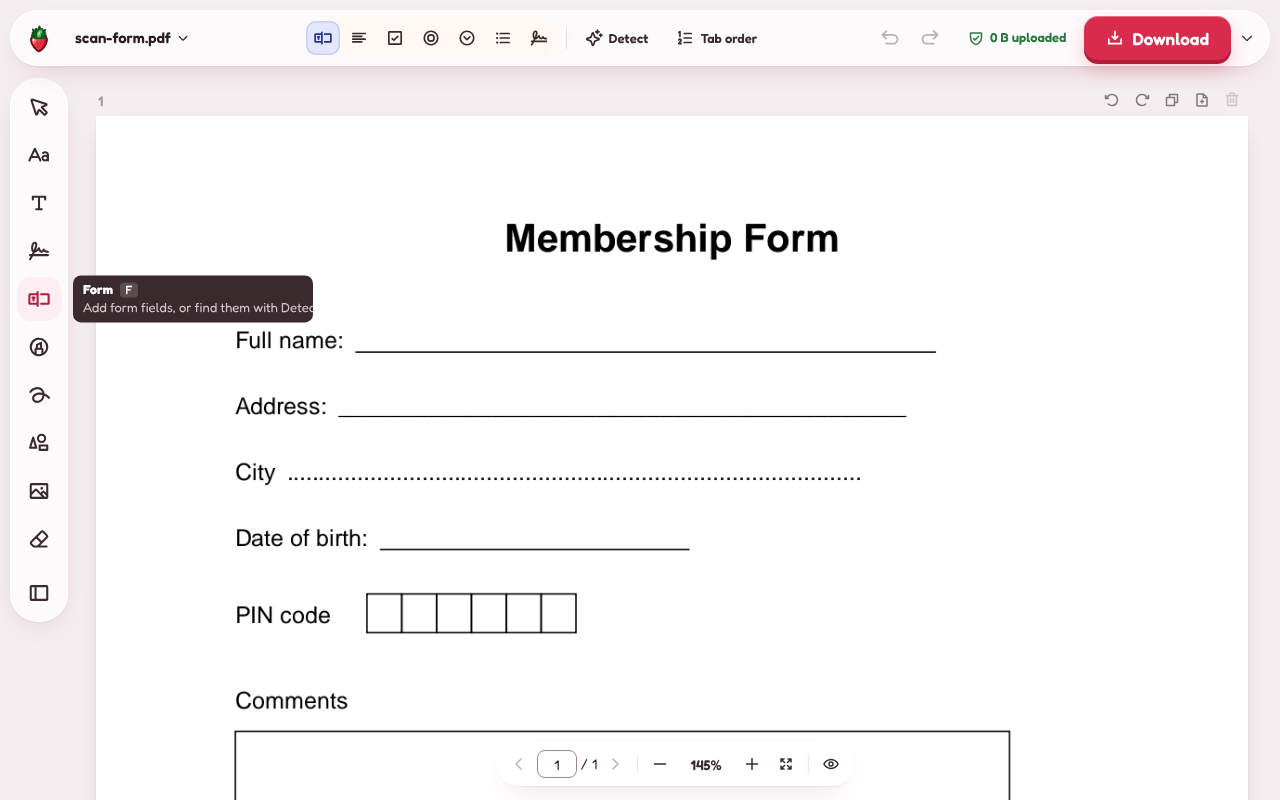 scan-form.pdf
Detect
Tab order
0 B uploaded
Download
1
Aa
T
Membership Form
Form F
Add form fields, or find them with Detec
Full name:
Address:
City
Date of birth:
PIN code
Comments
1 / 1
145%